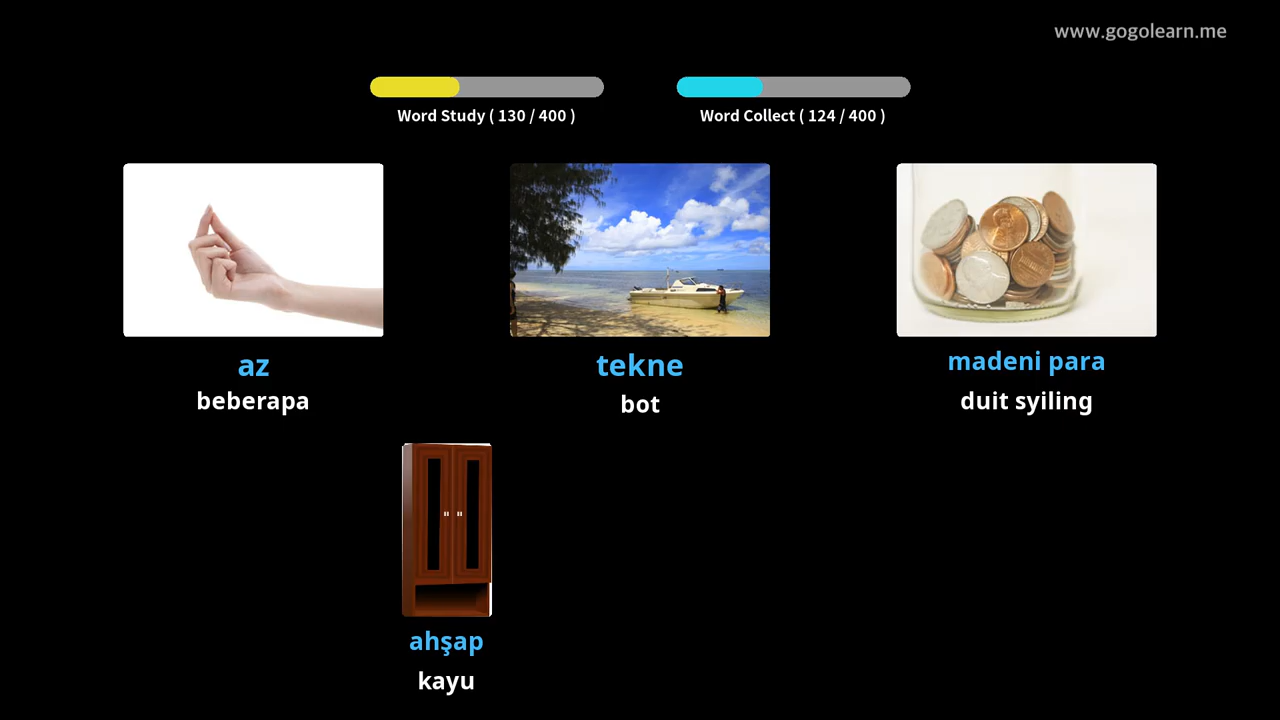 www.gogolearn.me
Word Study ( 130 / 400 )
Word Collect ( 124 / 400 )
az
beberapa
tekne
bot
madeni para
duit syiling
ahşap
kayu